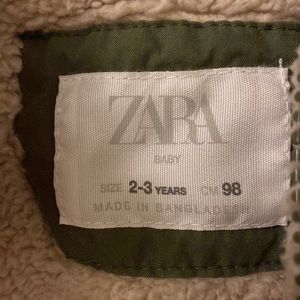 ZARA
BABY
SIZE 2-3 YEARS CM 98
MADE IN BANGLADESH